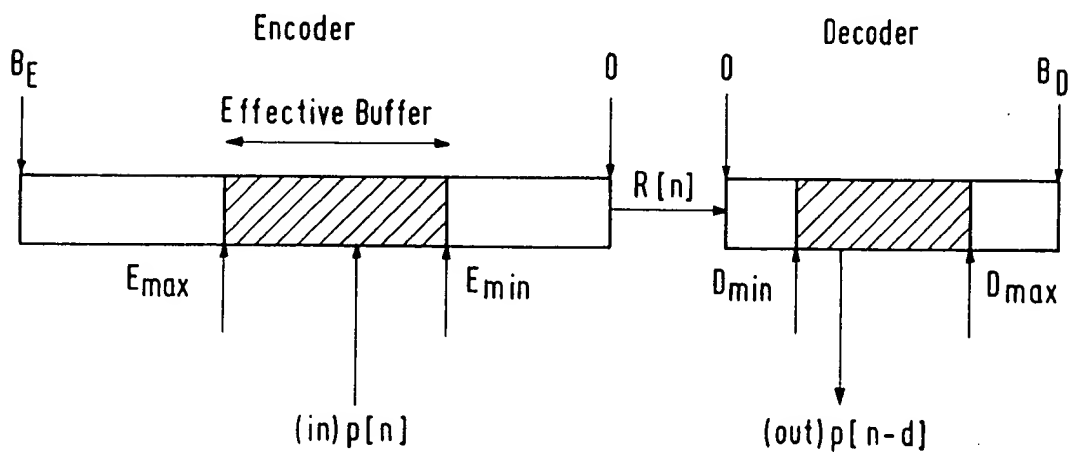 Encoder
Decoder
B_E
0
0
B_D
Effective Buffer
R[n]
E_max
E_min
D_min
D_max
(in)p[n]
(out)p[n-d]